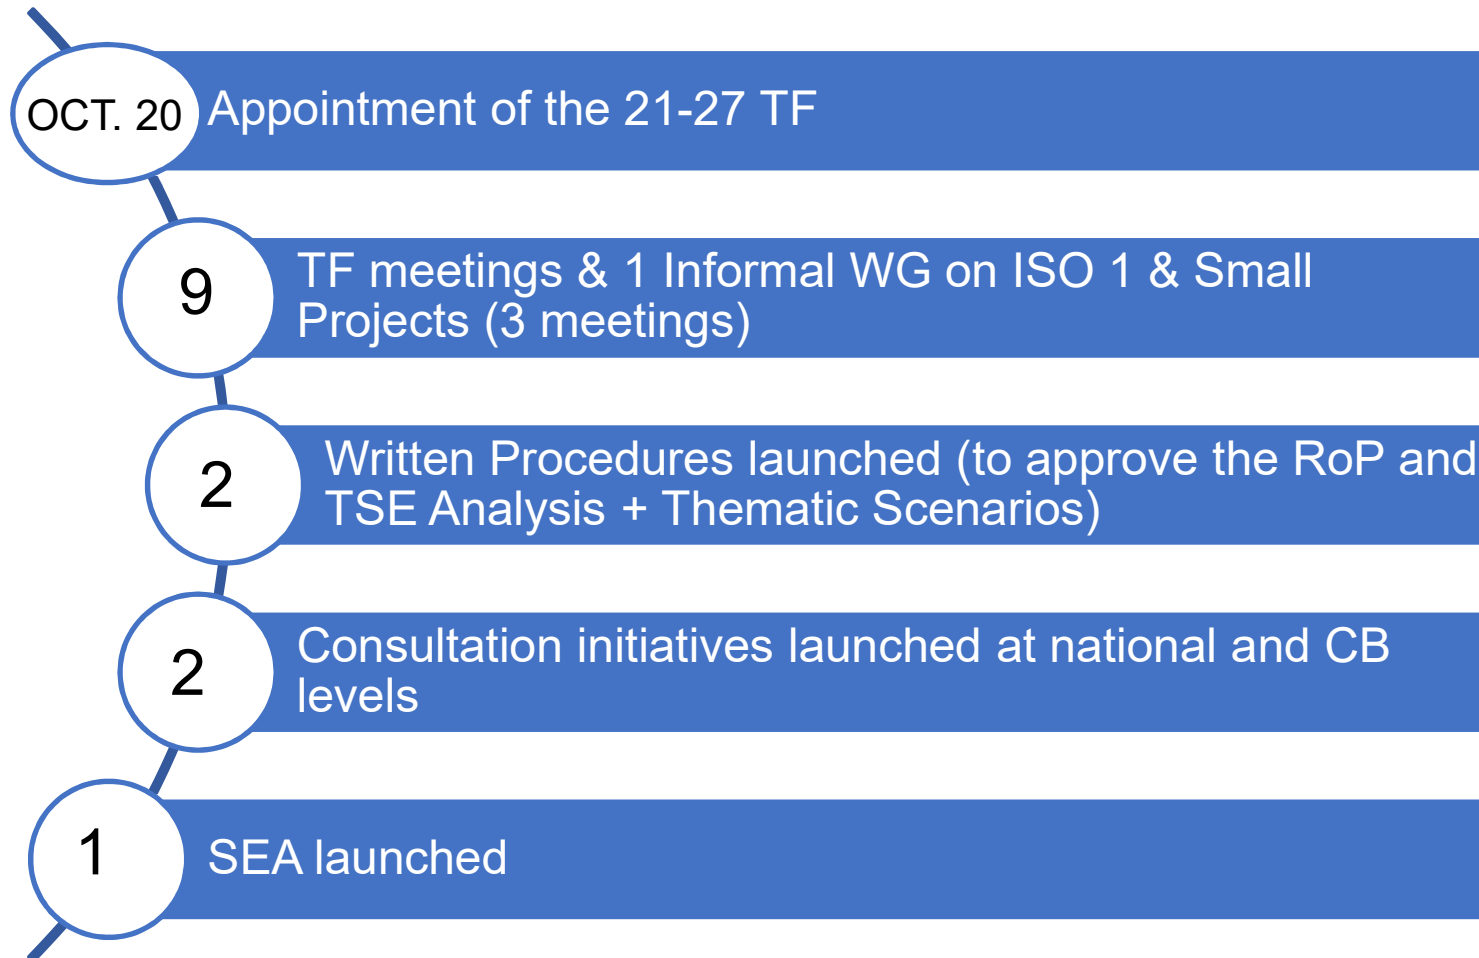 OCT. 20
Appointment of the 21-27 TF
9
TF meetings & 1 Informal WG on ISO 1 & Small
Projects (3 meetings)
2
Written Procedures launched (to approve the RoP and
TSE Analysis + Thematic Scenarios)
2
Consultation initiatives launched at national and CB
levels
1
SEA launched